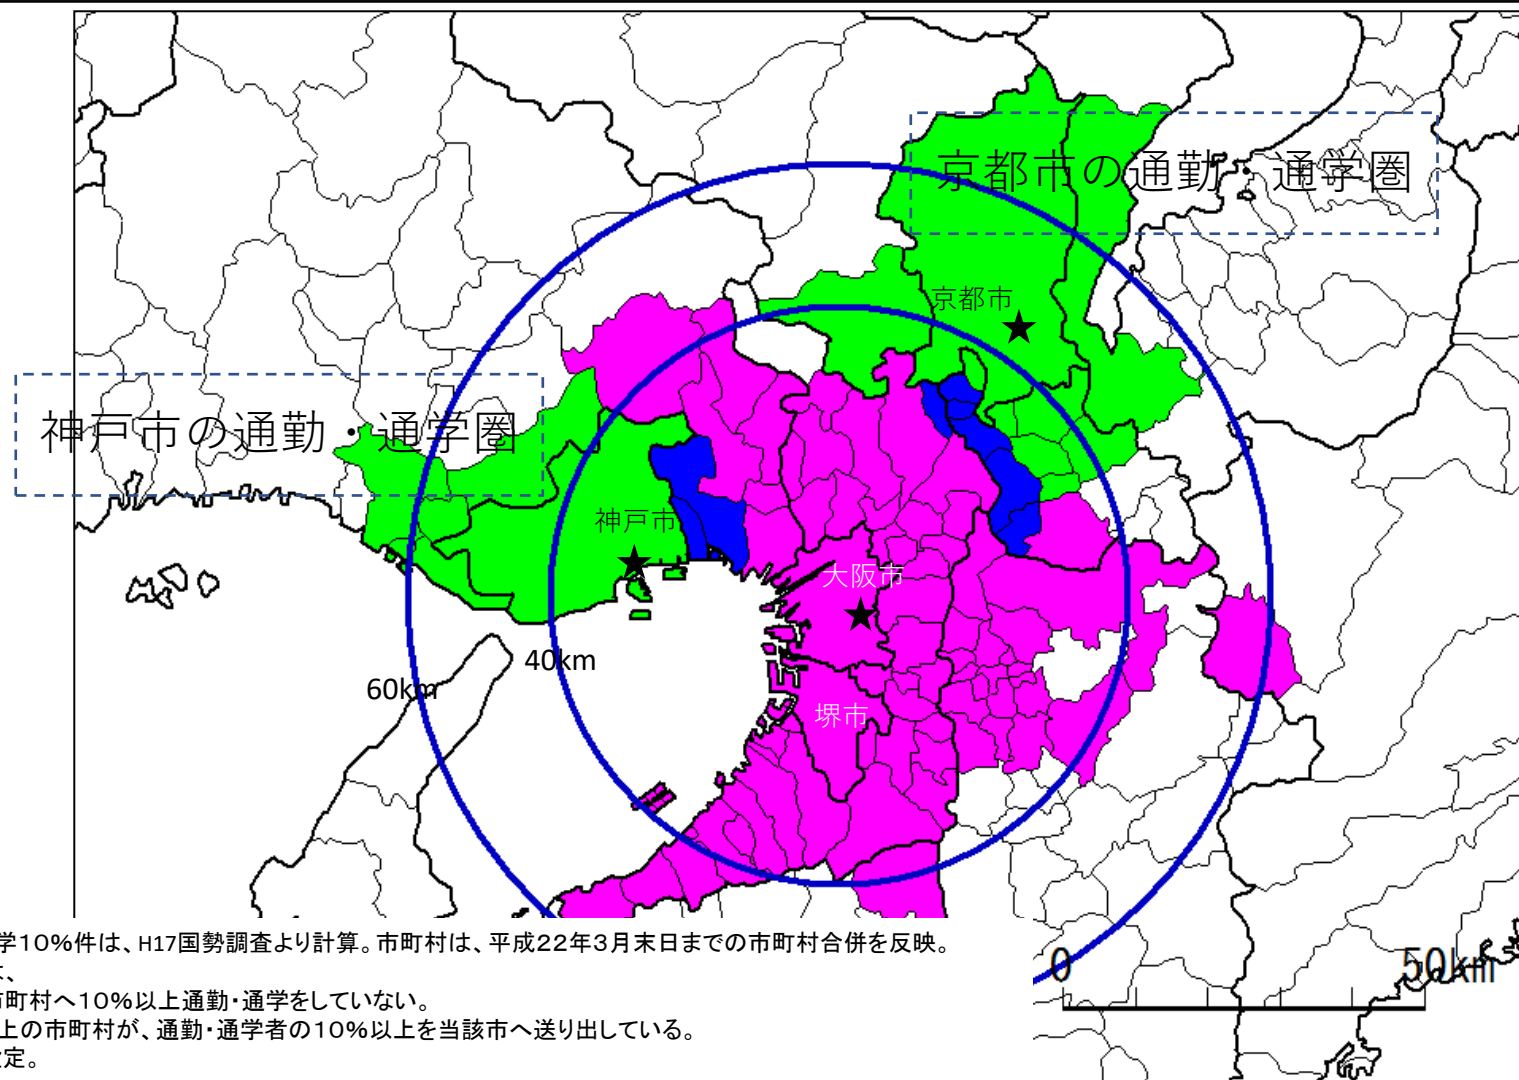 京都市の通勤・通学圏
京都市
神戸市の通勤・通学圏
神戸市
大阪市
40km
60km
堺市
学10%件は、H17国勢調査より計算。市町村は、平成22年3月末日までの市町村合併を反映。
は、
市町村へ10%以上通勤・通学をしていない。
上の市町村が、通勤・通学者の10%以上を当該市へ送り出している。
定。
0 50km